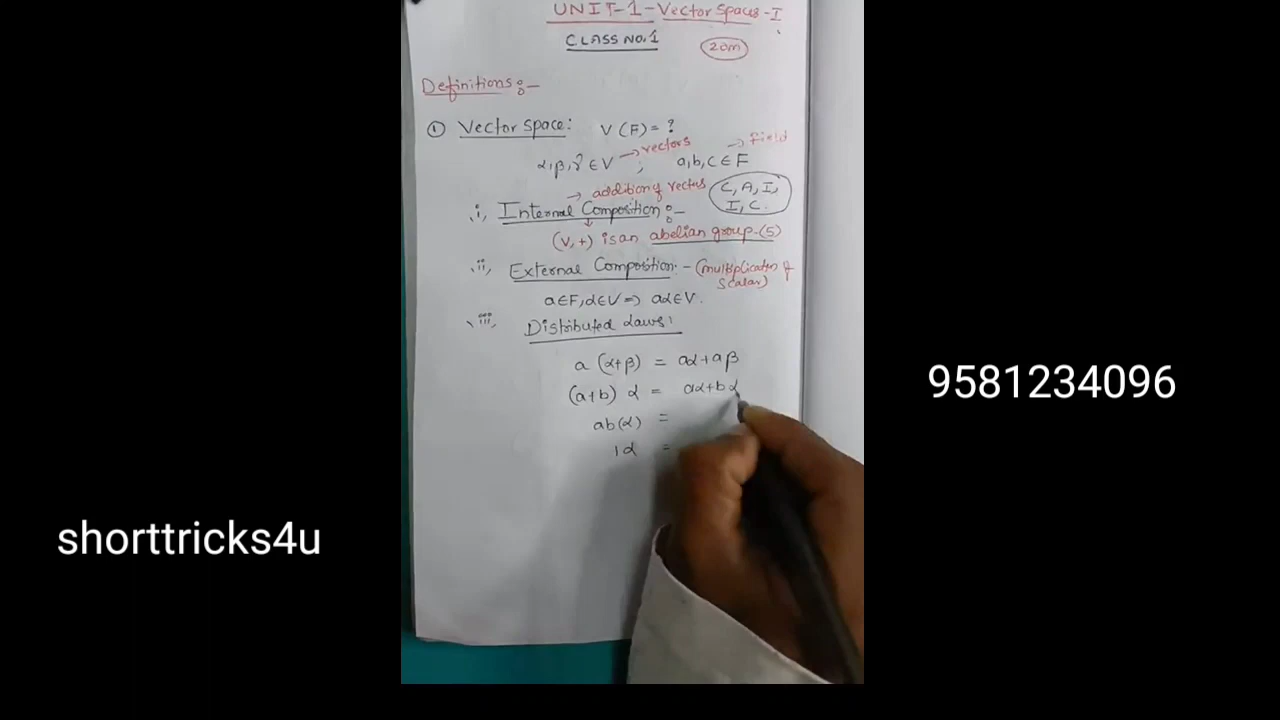 UNIT-1-Vector Spaces-I
CLASS NO.1
20m
Definitions:-
① Vector space: V(F) = ?
→ vectors → field
α,β,γ ∈ V ; a,b,c ∈ F
→ addition of vectors
C, A, I,
I, C.
i, Internal Composition:-
↓
(V, +) is an abelian group.(5)
ii, External Composition:- (multiplication of
scalar)
a∈F, α∈V ⇒ aα∈V.
iii, Distributed Laws:
a (α+β) = aα+aβ
(a+b) α = aα+bα
ab(α) =
1α =
9581234096
shorttricks4u